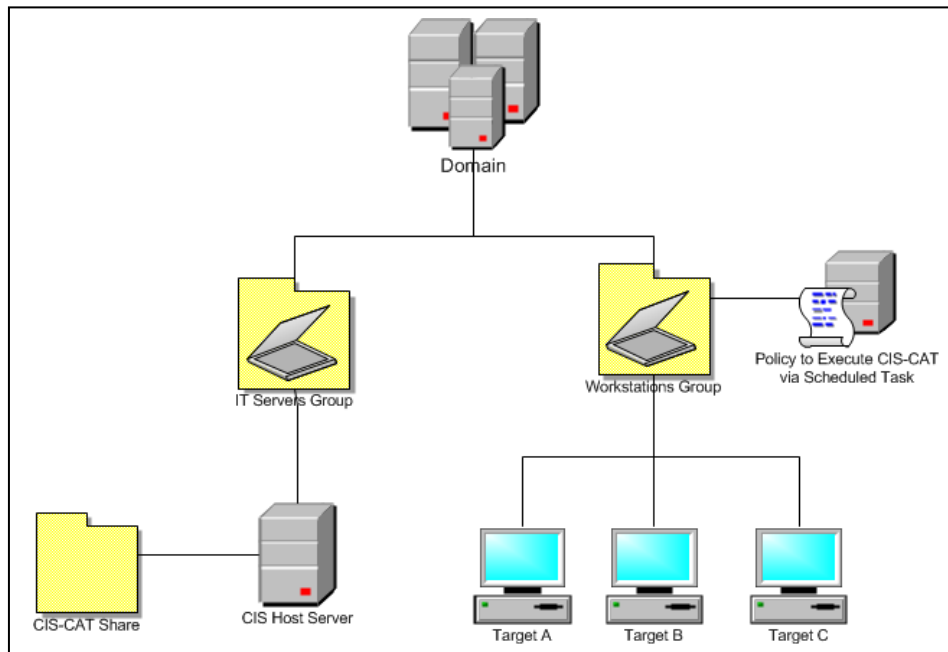 Domain
IT Servers Group
Workstations Group
Policy to Execute CIS-CAT
via Scheduled Task
CIS-CAT Share
CIS Host Server
Target A
Target B
Target C